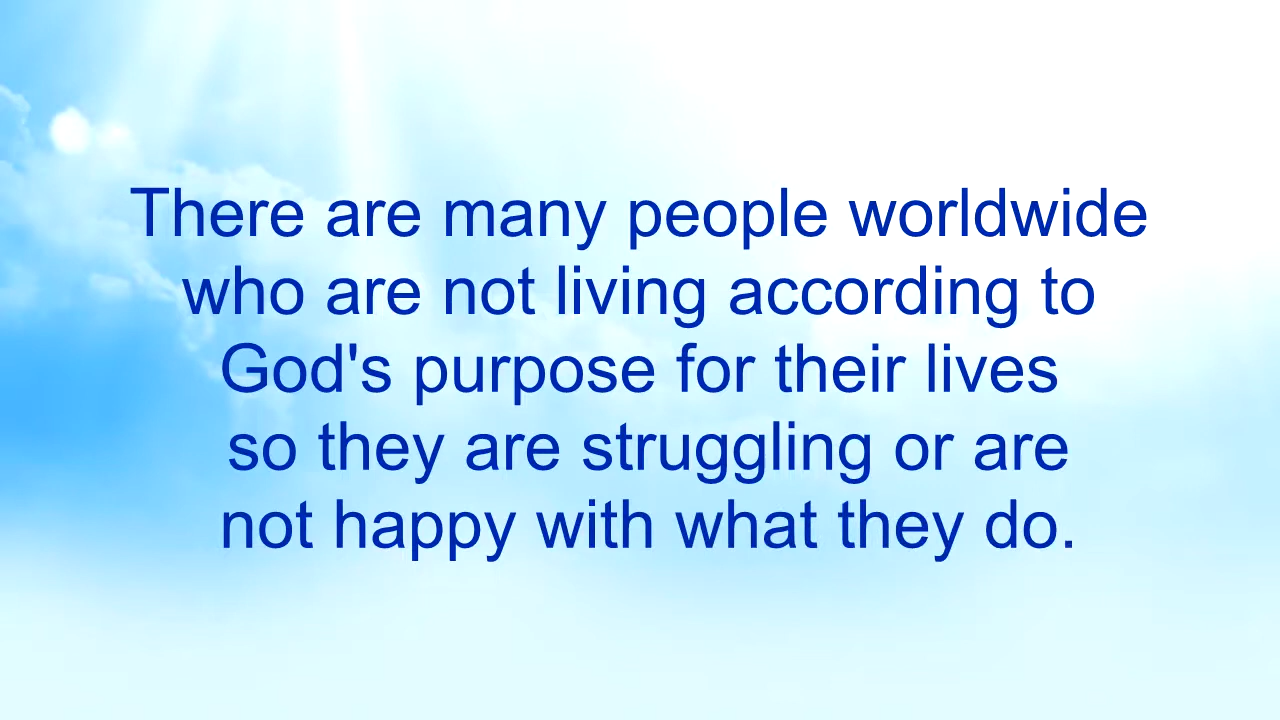 There are many people worldwide
who are not living according to
God's purpose for their lives
so they are struggling or are
not happy with what they do.